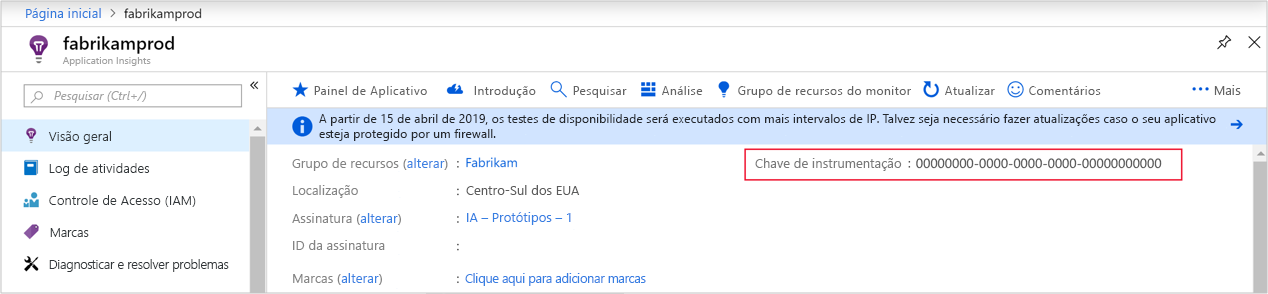 Página inicial > fabrikamprod
fabrikamprod
Application Insights
Pesquisar (Ctrl+/)
«
Painel de Aplicativo Introdução Pesquisar Análise Grupo de recursos do monitor Atualizar Comentários ··· Mais
A partir de 15 de abril de 2019, os testes de disponibilidade será executados com mais intervalos de IP. Talvez seja necessário fazer atualizações caso o seu aplicativo
esteja protegido por um firewall.
Visão geral
Log de atividades
Controle de Acesso (IAM)
Marcas
Diagnosticar e resolver problemas
Grupo de recursos (alterar) : Fabrikam
Chave de instrumentação : 00000000-0000-0000-0000-00000000000
Localização : Centro-Sul dos EUA
Assinatura (alterar) : IA – Protótipos – 1
ID da assinatura :
Marcas (alterar) : Clique aqui para adicionar marcas